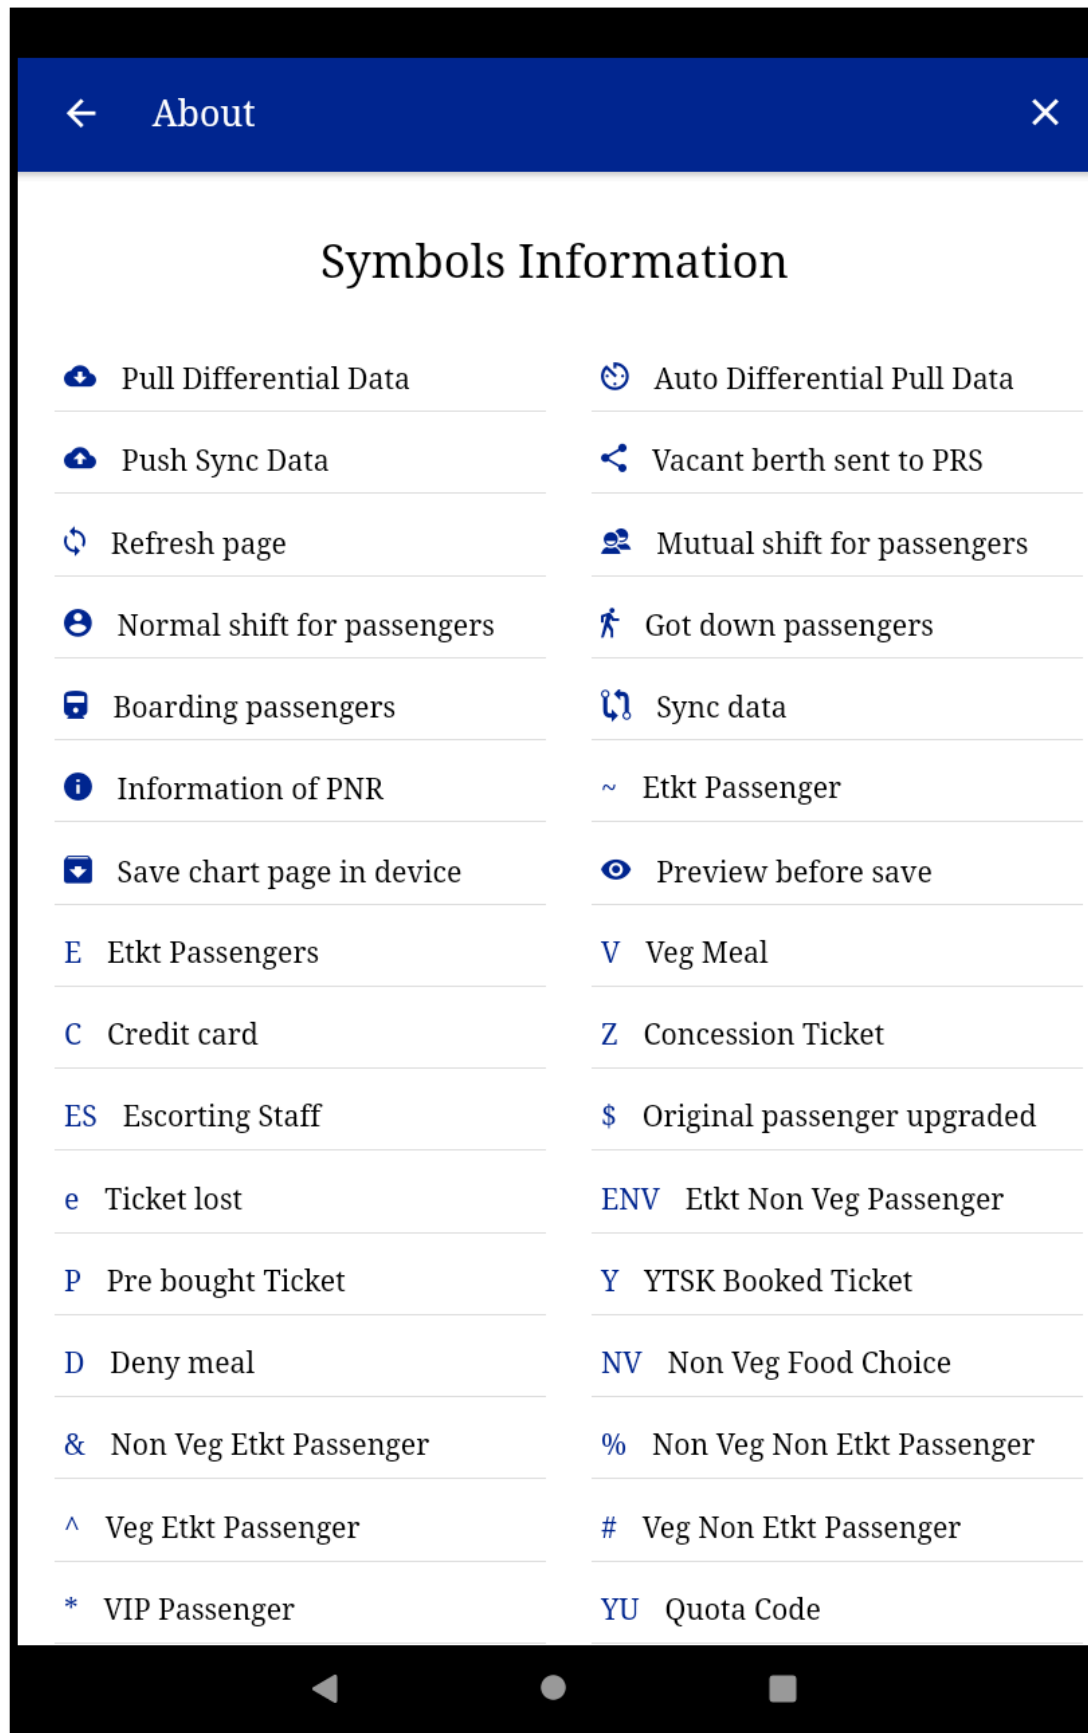 About
Symbols Information
Pull Differential Data
Auto Differential Pull Data
Push Sync Data
Vacant berth sent to PRS
Refresh page
Mutual shift for passengers
Normal shift for passengers
Got down passengers
Boarding passengers
Sync data
Information of PNR
~ Etkt Passenger
Save chart page in device
Preview before save
E Etkt Passengers
V Veg Meal
C Credit card
Z Concession Ticket
ES Escorting Staff
$ Original passenger upgraded
e Ticket lost
ENV Etkt Non Veg Passenger
P Pre bought Ticket
Y YTSK Booked Ticket
D Deny meal
NV Non Veg Food Choice
& Non Veg Etkt Passenger
% Non Veg Non Etkt Passenger
^ Veg Etkt Passenger
# Veg Non Etkt Passenger
* VIP Passenger
YU Quota Code